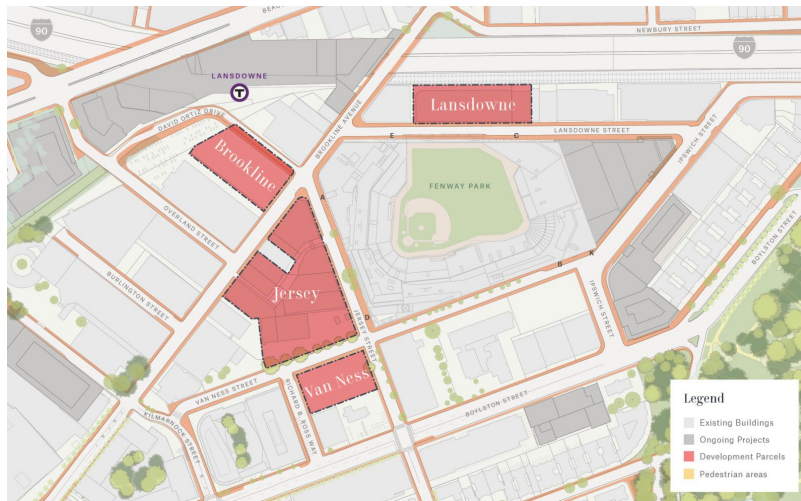 BEAC
90
NEWBURY STREET
90
LANSDOWNE
T
DAVID ORTIZ DRIVE
BROOKLINE AVENUE
Lansdowne
E
C
LANSDOWNE STREET
IPSWICH STREET
Brookline
A
FENWAY PARK
OVERLAND STREET
BURLINGTON STREET
Jersey
B
K
BOYLSTON STREET
D
JERSEY STREET
IPSWICH STREET
VAN NESS STREET
Van Ness
RICHARD B. ROSS WAY
KILMARNOCK STREET
BOYLSTON STREET
Legend
Existing Buildings
Ongoing Projects
Development Parcels
Pedestrian areas